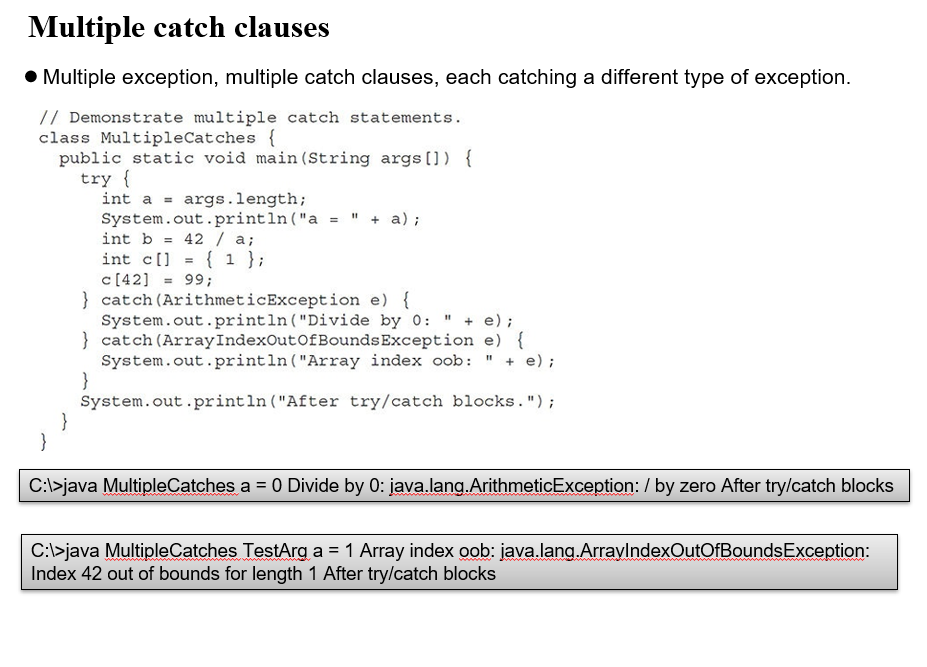 Multiple catch clauses
● Multiple exception, multiple catch clauses, each catching a different type of exception.
// Demonstrate multiple catch statements.
class MultipleCatches {
  public static void main(String args[]) {
    try {
      int a = args.length;
      System.out.println("a = " + a);
      int b = 42 / a;
      int c[] = { 1 };
      c[42] = 99;
    } catch(ArithmeticException e) {
      System.out.println("Divide by 0: " + e);
    } catch(ArrayIndexOutOfBoundsException e) {
      System.out.println("Array index oob: " + e);
    }
    System.out.println("After try/catch blocks.");
  }
}
C:\>java MultipleCatches a = 0 Divide by 0: java.lang.ArithmeticException: / by zero After try/catch blocks
C:\>java MultipleCatches TestArg a = 1 Array index oob: java.lang.ArrayIndexOutOfBoundsException:
Index 42 out of bounds for length 1 After try/catch blocks